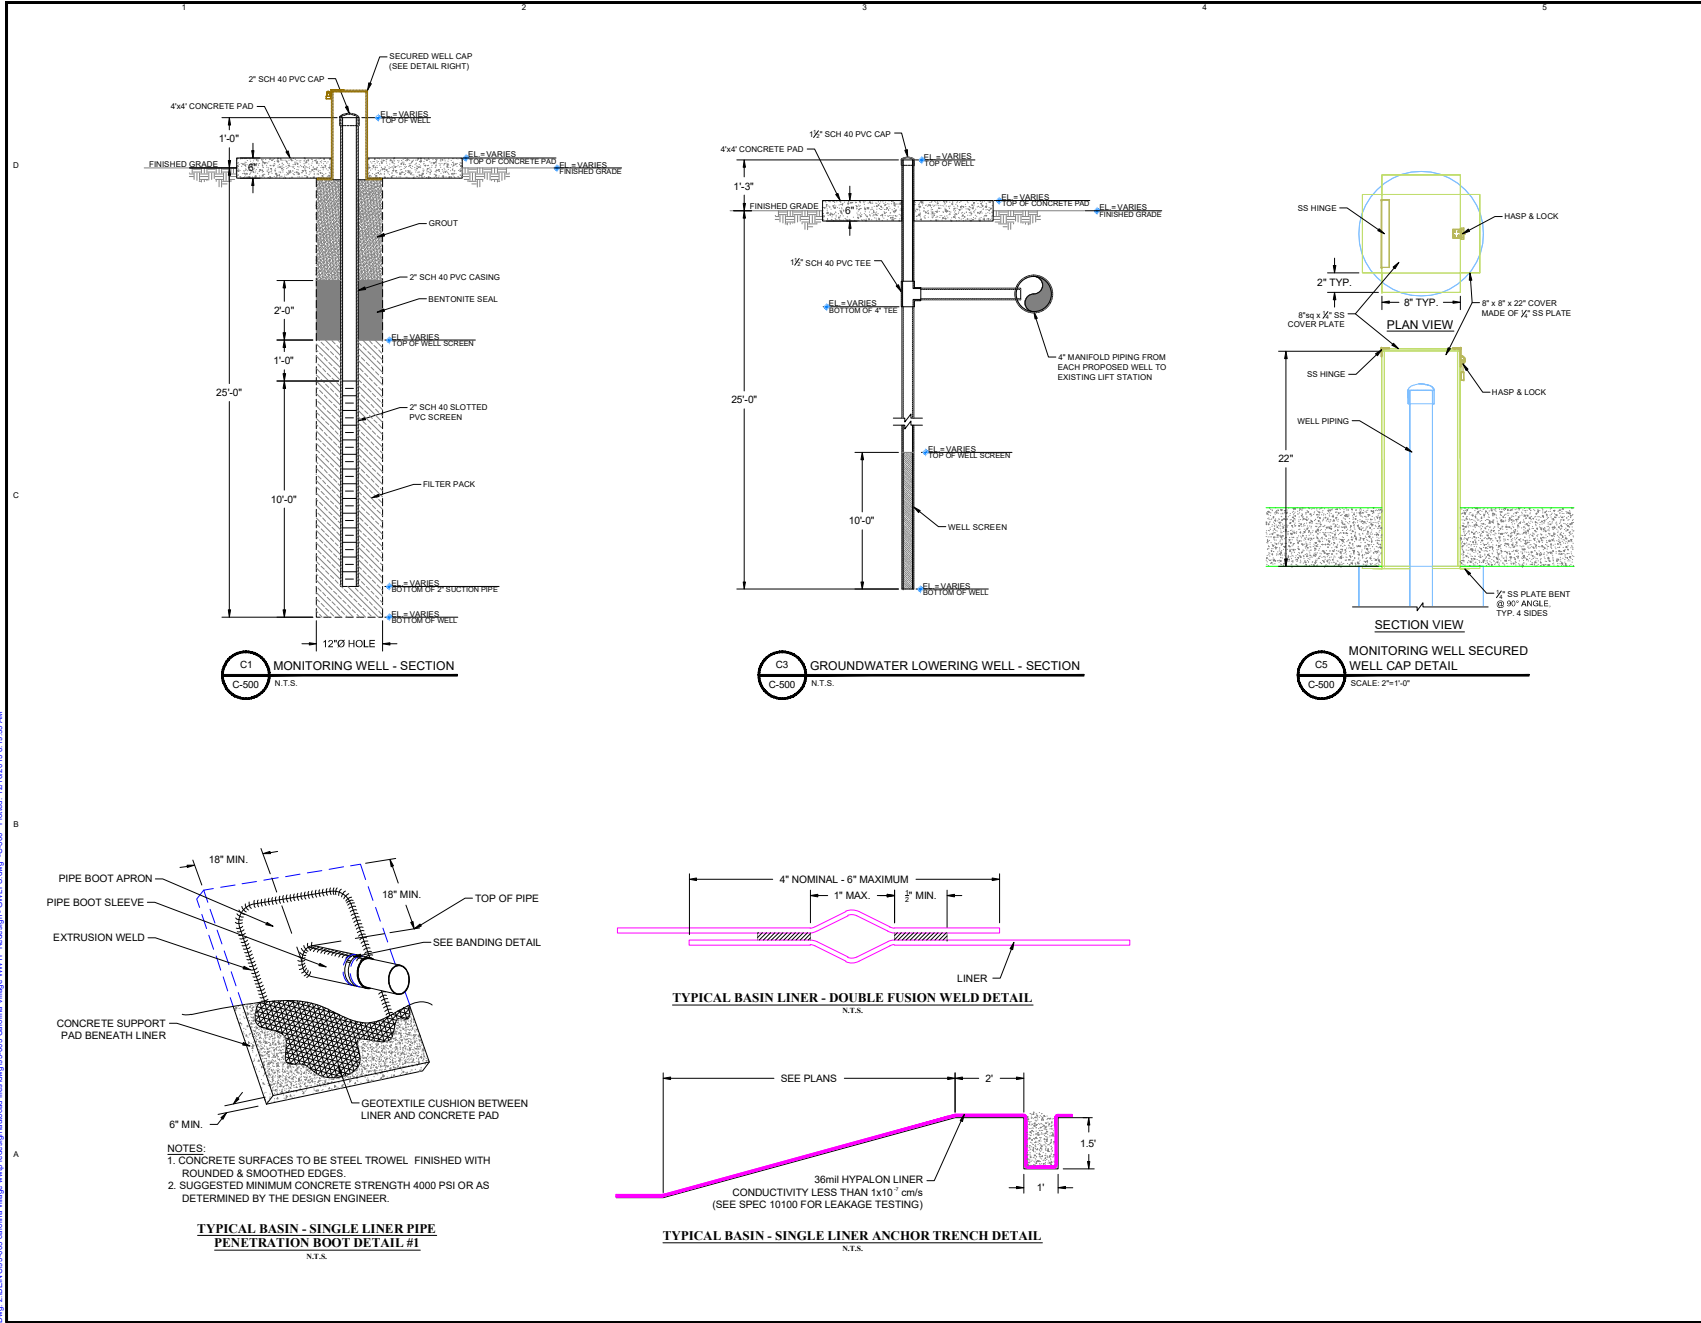 1
2
3
4
5
D
C
B
A
SECURED WELL CAP
(SEE DETAIL RIGHT)
2" SCH 40 PVC CAP
4'x4' CONCRETE PAD
EL = VARIES
TOP OF WELL
1'-0"
EL = VARIES
TOP OF CONCRETE PAD
FINISHED GRADE
6"
EL = VARIES
FINISHED GRADE
GROUT
2" SCH 40 PVC CASING
BENTONITE SEAL
2'-0"
EL = VARIES
TOP OF WELL SCREEN
1'-0"
25'-0"
2" SCH 40 SLOTTED
PVC SCREEN
FILTER PACK
10'-0"
EL = VARIES
BOTTOM OF 2" SUCTION PIPE
EL = VARIES
BOTTOM OF WELL
12"Ø HOLE
C1
C-500
MONITORING WELL - SECTION
N.T.S.
1½" SCH 40 PVC CAP
4'x4' CONCRETE PAD
EL = VARIES
TOP OF WELL
1'-3"
EL = VARIES
TOP OF CONCRETE PAD
FINISHED GRADE
6"
EL = VARIES
FINISHED GRADE
1½" SCH 40 PVC TEE
EL = VARIES
BOTTOM OF 4" TEE
4" MANIFOLD PIPING FROM
EACH PROPOSED WELL TO
EXISTING LIFT STATION
25'-0"
EL = VARIES
TOP OF WELL SCREEN
10'-0"
WELL SCREEN
EL = VARIES
BOTTOM OF WELL
C3
C-500
GROUNDWATER LOWERING WELL - SECTION
N.T.S.
SS HINGE
HASP & LOCK
2" TYP.
8" TYP.
8"sq x ¼" SS
COVER PLATE
8" x 8" x 22" COVER
MADE OF ¼" SS PLATE
PLAN VIEW
SS HINGE
HASP & LOCK
WELL PIPING
22"
¼" SS PLATE BENT
@ 90° ANGLE,
TYP. 4 SIDES
SECTION VIEW
C5
C-500
MONITORING WELL SECURED
WELL CAP DETAIL
SCALE: 2"=1'-0"
18" MIN.
PIPE BOOT APRON
18" MIN.
PIPE BOOT SLEEVE
TOP OF PIPE
EXTRUSION WELD
SEE BANDING DETAIL
CONCRETE SUPPORT
PAD BENEATH LINER
GEOTEXTILE CUSHION BETWEEN
LINER AND CONCRETE PAD
6" MIN.
NOTES:
1. CONCRETE SURFACES TO BE STEEL TROWEL FINISHED WITH
ROUNDED & SMOOTHED EDGES.
2. SUGGESTED MINIMUM CONCRETE STRENGTH 4000 PSI OR AS
DETERMINED BY THE DESIGN ENGINEER.
TYPICAL BASIN - SINGLE LINER PIPE
PENETRATION BOOT DETAIL #1
N.T.S.
4" NOMINAL - 6" MAXIMUM
1" MAX.
½" MIN.
LINER
TYPICAL BASIN LINER - DOUBLE FUSION WELD DETAIL
N.T.S.
SEE PLANS
2'
1.5'
1'
36mil HYPALON LINER
CONDUCTIVITY LESS THAN 1x10⁻⁷ cm/s
(SEE SPEC 10100 FOR LEAKAGE TESTING)
TYPICAL BASIN - SINGLE LINER ANCHOR TRENCH DETAIL
N.T.S.